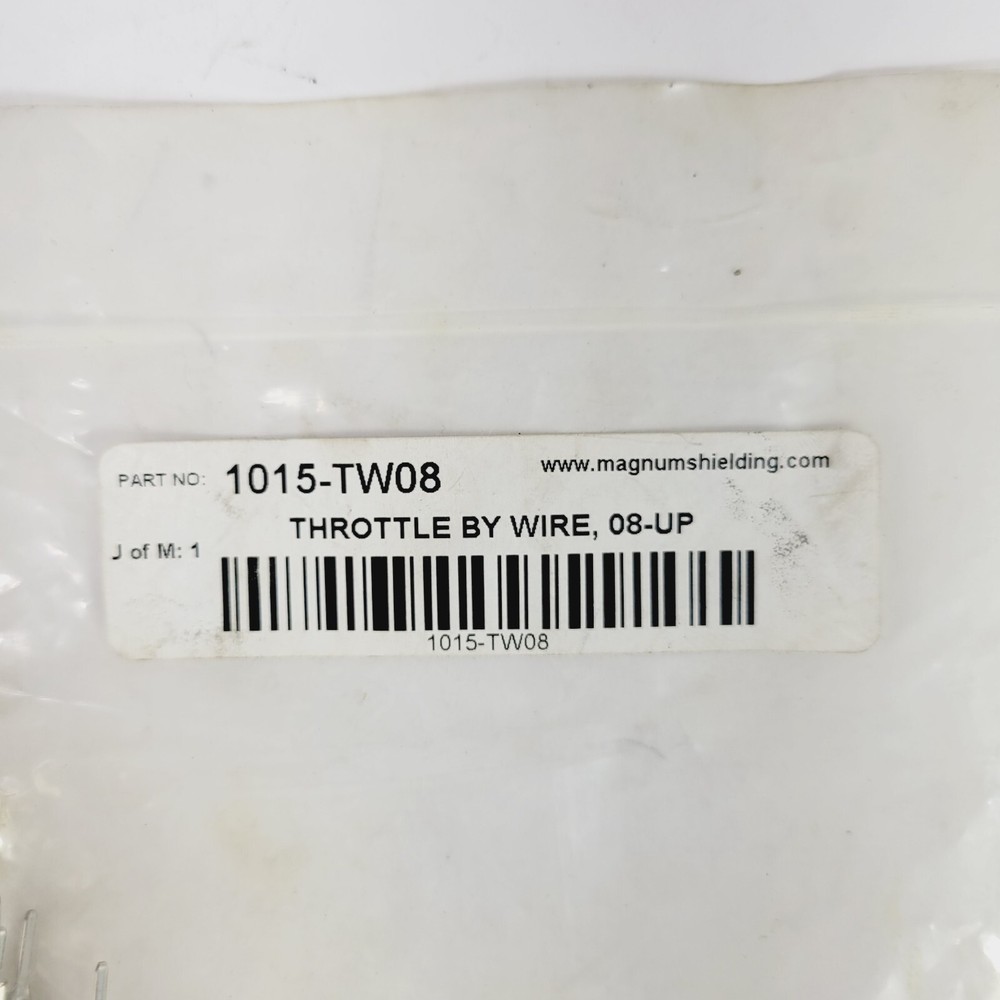 PART NO: 1015-TW08 www.magnumshielding.com
THROTTLE BY WIRE, 08-UP
J of M: 1
1015-TW08